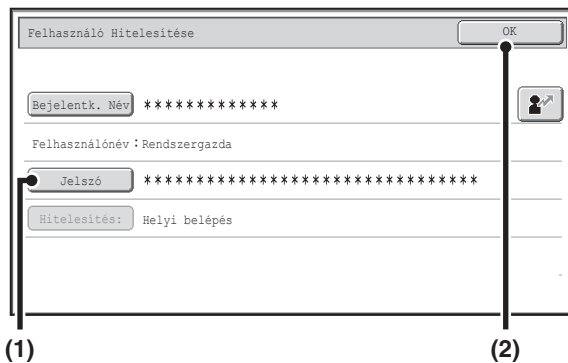 Felhasználó Hitelesítése OK
Bejelentk. Név *************
Felhasználónév : Rendszergazda
Jelszó ********************************
Hitelesítés: Helyi belépés
(1) (2)